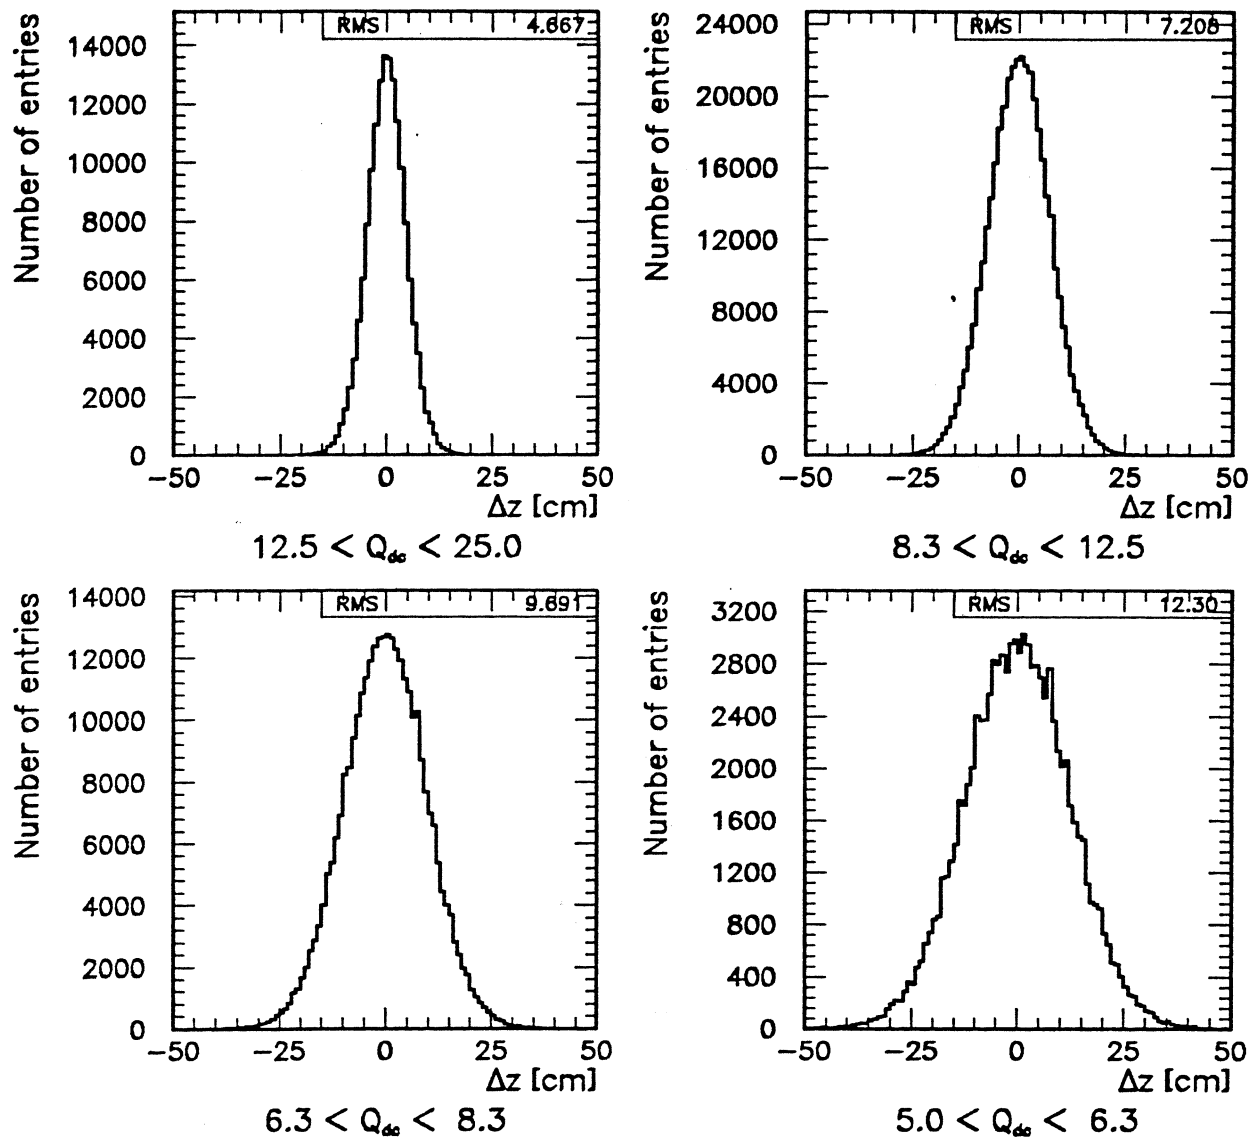 RMS 4.667
Number of entries
14000
12000
10000
8000
6000
4000
2000
0
−50 −25 0 25 50
Δz [cm]
12.5 < Qdc < 25.0
RMS 7.208
Number of entries
24000
20000
16000
12000
8000
4000
0
−50 −25 0 25 50
Δz [cm]
8.3 < Qdc < 12.5
RMS 9.691
Number of entries
14000
12000
10000
8000
6000
4000
2000
0
−50 −25 0 25 50
Δz [cm]
6.3 < Qdc < 8.3
RMS 12.30
Number of entries
3200
2800
2400
2000
1600
1200
800
400
0
−50 −25 0 25 50
Δz [cm]
5.0 < Qdc < 6.3